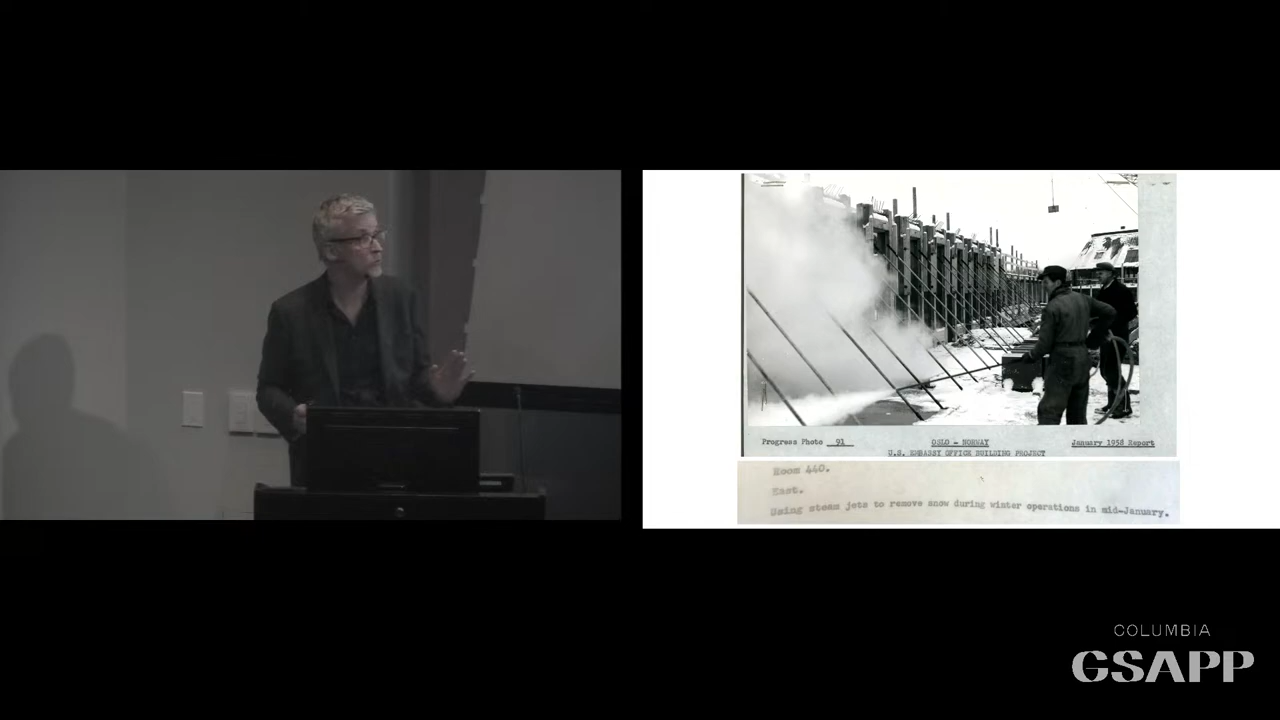 Progress Photo 91
OSLO - NORWAY
January 1958 Report
U.S. EMBASSY OFFICE BUILDING PROJECT
Room 440.
East.
Using steam jets to remove snow during winter operations in mid-January.
COLUMBIA
GSAPP